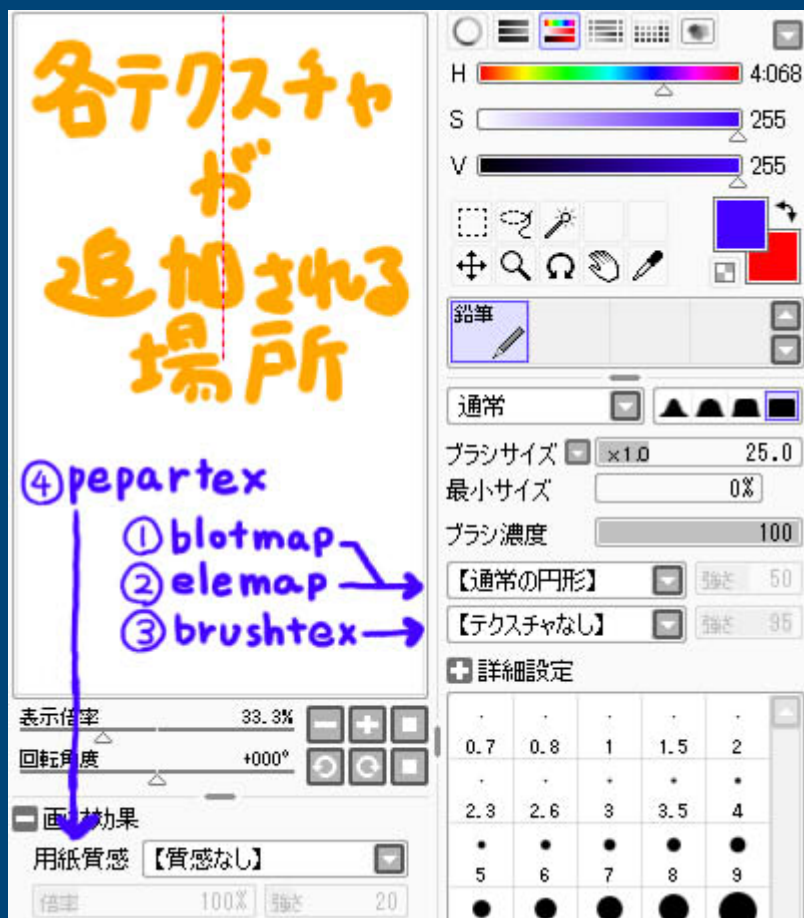 各テクスチャ
が
追加される
場所
④pepartex
①blotmap
②elemap
③brushtex
表示倍率 33.3%
回転角度 +000°
画材効果
用紙質感 【質感なし】
倍率 100% 強さ 20
H 4:068
S 255
V 255
鉛筆
通常
ブラシサイズ ×1.0 25.0
最小サイズ 0%
ブラシ濃度 100
【通常の円形】 強さ 50
【テクスチャなし】 強さ 95
詳細設定
0.7 0.8 1 1.5 2
2.3 2.6 3 3.5 4
5 6 7 8 9